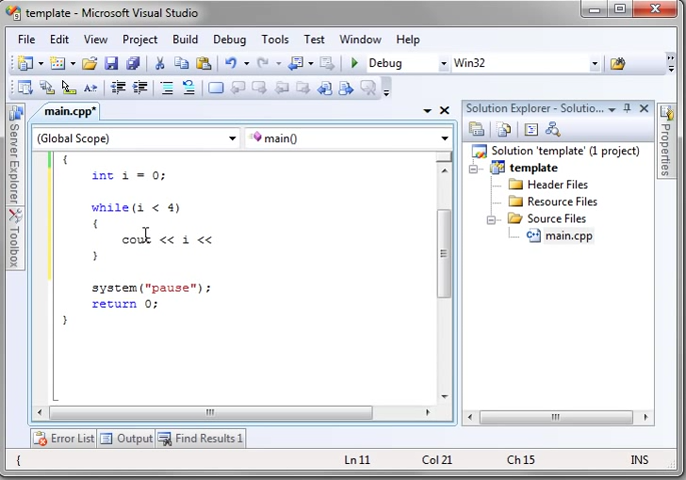 template - Microsoft Visual Studio
File Edit View Project Build Debug Tools Test Window Help
Debug Win32
main.cpp*
(Global Scope) main()
{
int i = 0;
while(i < 4)
{
cout << i <<
}
system("pause");
return 0;
}
Server Explorer
Toolbox
Solution Explorer - Solutio...
Solution 'template' (1 project)
template
Header Files
Resource Files
Source Files
main.cpp
Properties
Error List Output Find Results 1
{ Ln 11 Col 21 Ch 15 INS